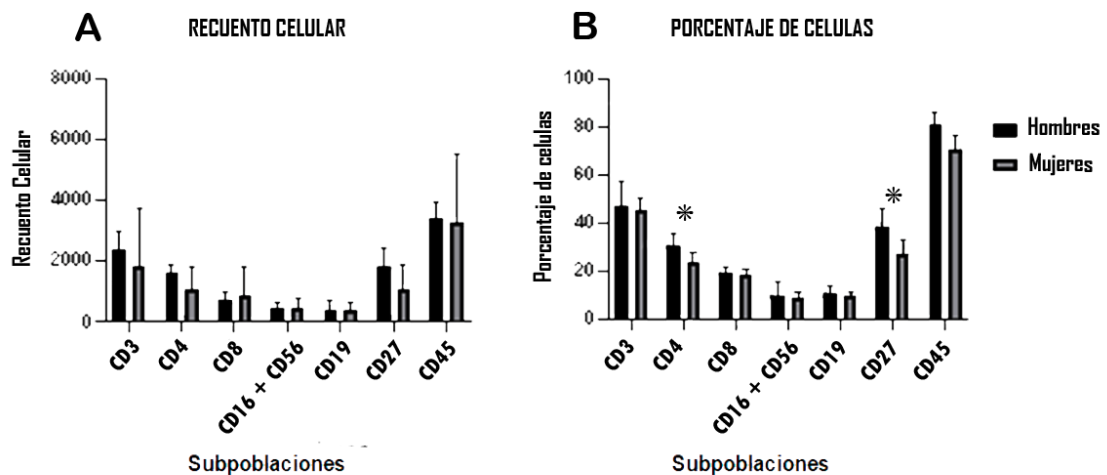 A RECUENTO CELULAR
8000
6000
4000
2000
0
Recuento Celular
CD3
CD4
CD8
CD16 + CD56
CD19
CD27
CD45
Subpoblaciones
B PORCENTAJE DE CELULAS
100
80
60
40
20
0
Porcentaje de celulas
*
*
CD3
CD4
CD8
CD16 + CD56
CD19
CD27
CD45
Subpoblaciones
Hombres
Mujeres